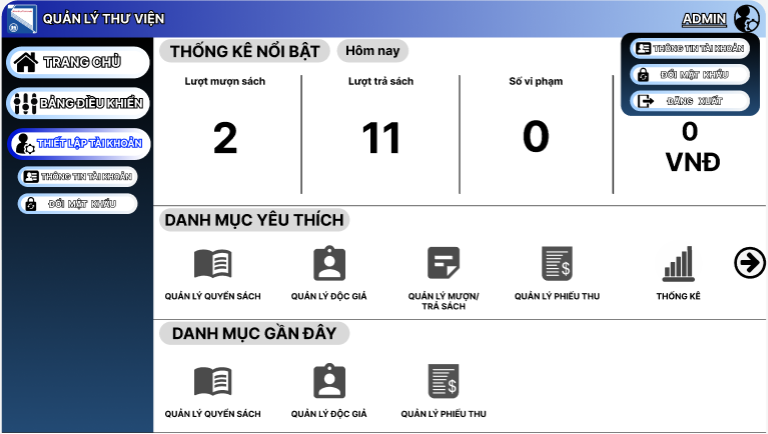 QUẢN LÝ THƯ VIỆN
ADMIN
TRANG CHỦ
BẢNG ĐIỀU KHIỂN
THIẾT LẬP TÀI KHOẢN
THÔNG TIN TÀI KHOẢN
ĐỔI MẬT KHẨU
THÔNG TIN TÀI KHOẢN
ĐỔI MẬT KHẨU
ĐĂNG XUẤT
THỐNG KÊ NỔI BẬT
Hôm nay
Lượt mượn sách
Lượt trả sách
Số vi phạm
2
11
0
0
VNĐ
DANH MỤC YÊU THÍCH
QUẢN LÝ QUYỂN SÁCH
QUẢN LÝ ĐỘC GIẢ
QUẢN LÝ MƯỢN/
TRẢ SÁCH
QUẢN LÝ PHIẾU THU
THỐNG KÊ
DANH MỤC GẦN ĐÂY
QUẢN LÝ QUYỂN SÁCH
QUẢN LÝ ĐỘC GIẢ
QUẢN LÝ PHIẾU THU